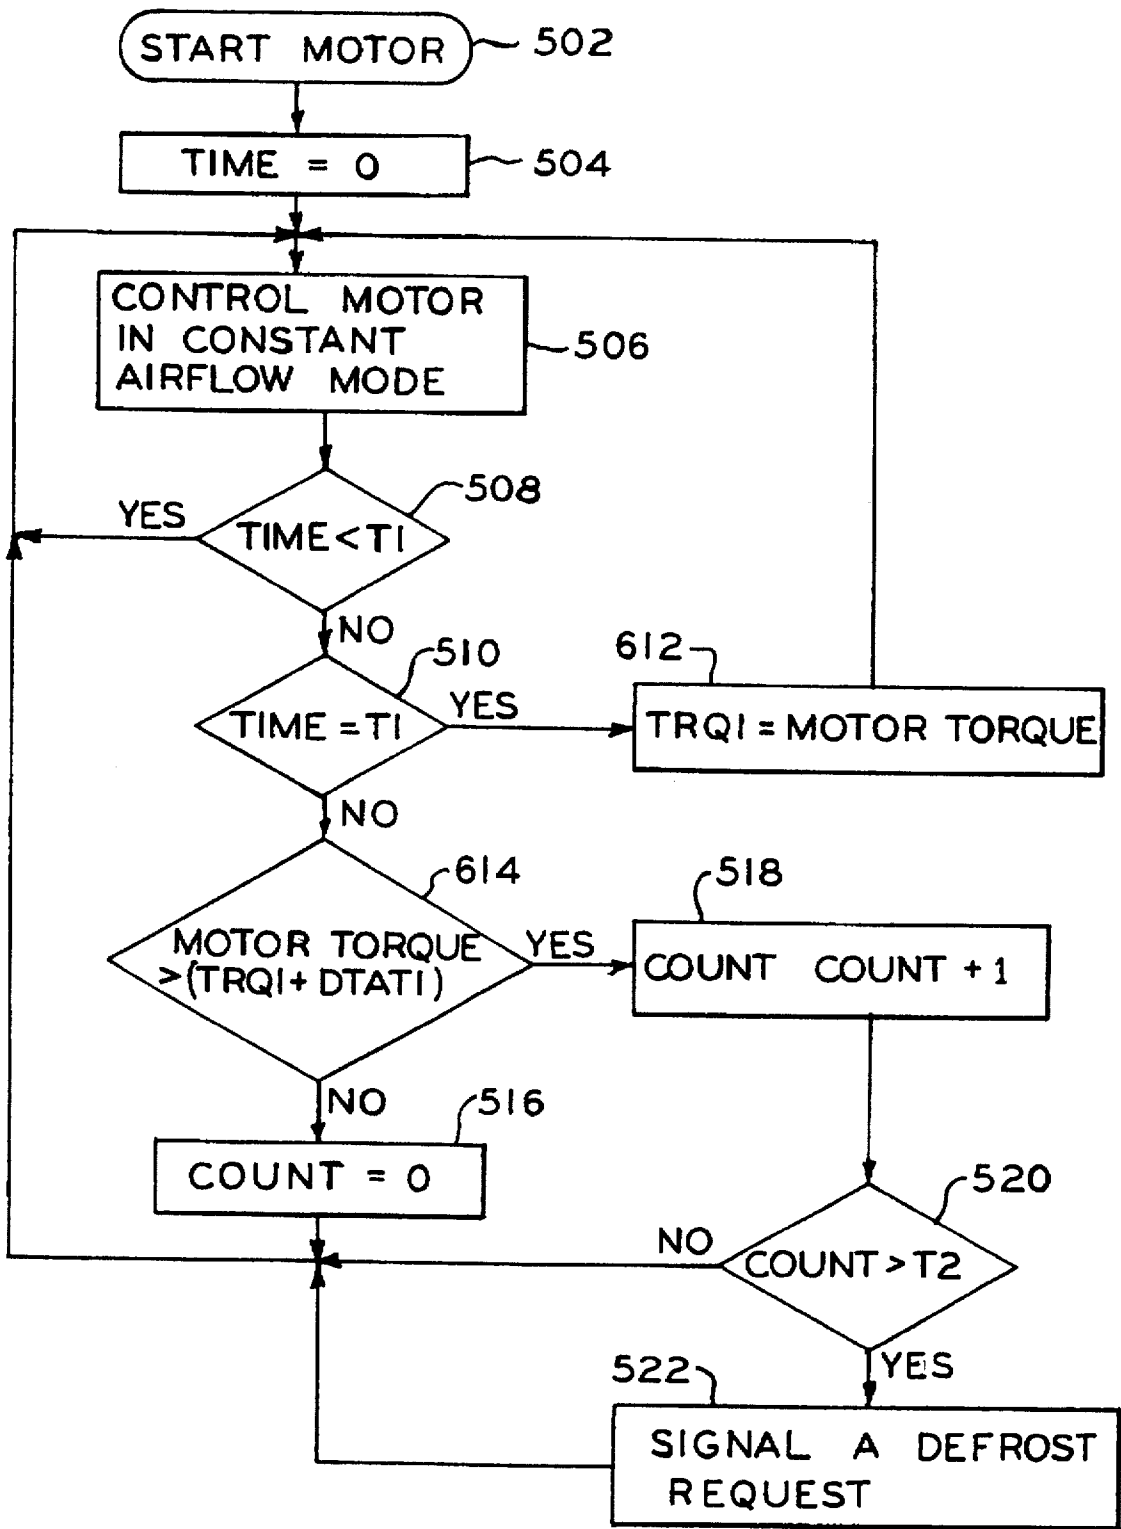 START MOTOR
502
TIME = 0
504
CONTROL MOTOR
IN CONSTANT
AIRFLOW MODE
506
508
YES
TIME < T1
NO
510
612
TIME = T1
YES
TRQ1 = MOTOR TORQUE
NO
614
518
MOTOR TORQUE
> (TRQ1 + DTAT1)
YES
COUNT COUNT + 1
NO
516
COUNT = 0
520
NO
COUNT > T2
YES
522
SIGNAL A DEFROST
REQUEST